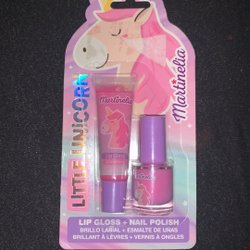 Martinelia
LITTLE UNICORN
Martinelia
LIP GLOSS + NAIL POLISH
BRILLO LABIAL + ESMALTE DE UÑAS
BRILLANT À LÈVRES + VERNIS À ONGLES